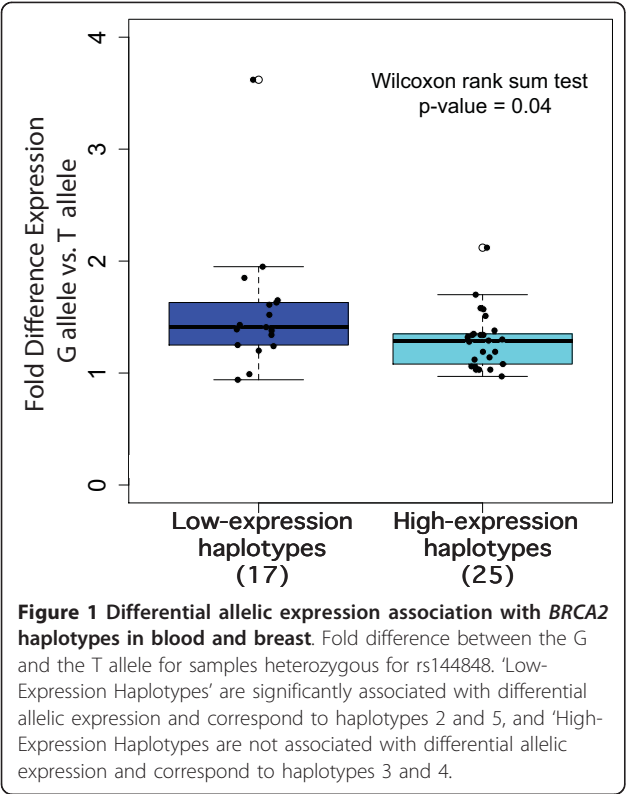 Fold Difference Expression
G allele vs. T allele
4
3
2
1
0
Wilcoxon rank sum test
p-value = 0.04
Low-expression
haplotypes
(17)
High-expression
haplotypes
(25)
Figure 1 Differential allelic expression association with BRCA2
haplotypes in blood and breast. Fold difference between the G
and the T allele for samples heterozygous for rs144848. 'Low-
Expression Haplotypes' are significantly associated with differential
allelic expression and correspond to haplotypes 2 and 5, and 'High-
Expression Haplotypes are not associated with differential allelic
expression and correspond to haplotypes 3 and 4.